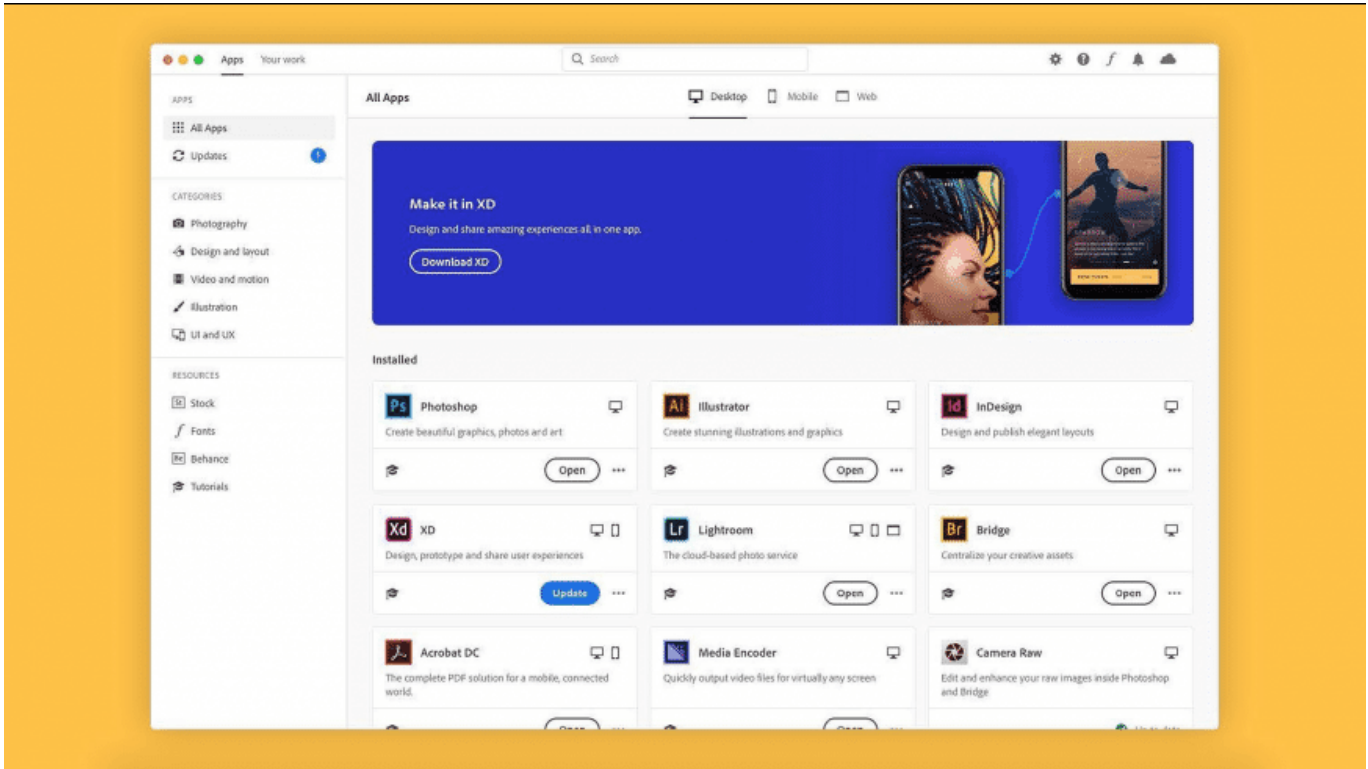 Apps Your work Search
APPS
All Apps
Updates
CATEGORIES
Photography
Design and layout
Video and motion
Illustration
UI and UX
RESOURCES
St Stock
Fonts
Be Behance
Tutorials
All Apps Desktop Mobile Web
Make it in XD
Design and share amazing experiences all in one app.
Download XD
Installed
Ps Photoshop
Create beautiful graphics, photos and art
Open
Ai Illustrator
Create stunning illustrations and graphics
Open
Id InDesign
Design and publish elegant layouts
Open
Xd XD
Design, prototype and share user experiences
Update
Lr Lightroom
The cloud-based photo service
Open
Br Bridge
Centralize your creative assets
Open
Acrobat DC
The complete PDF solution for a mobile, connected
world.
Open
Media Encoder
Quickly output video files for virtually any screen
Open
Camera Raw
Edit and enhance your raw images inside Photoshop
and Bridge